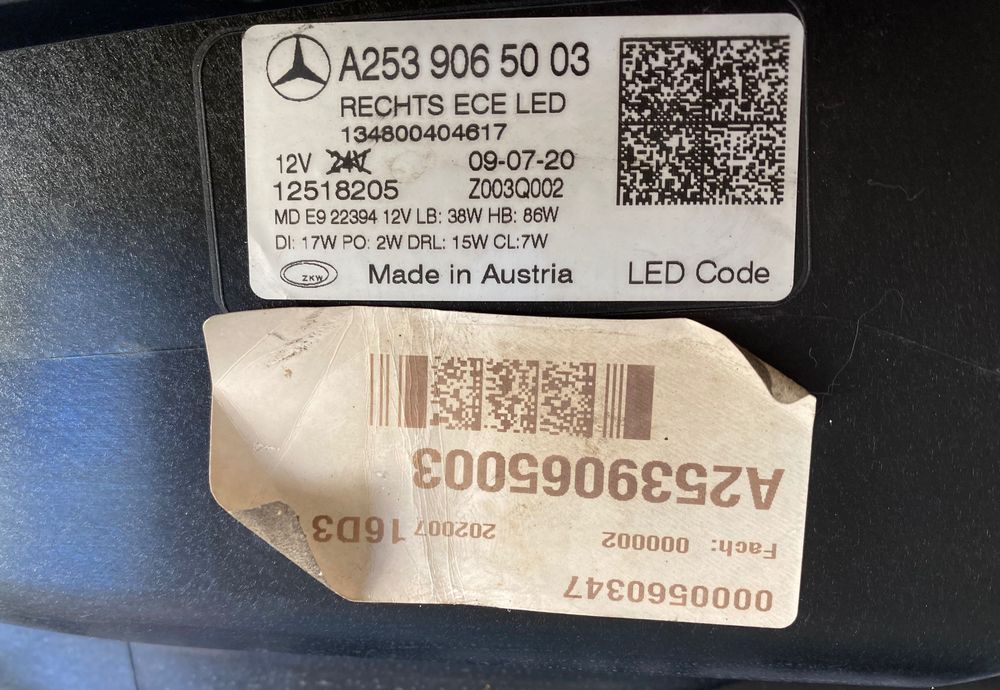 A253 906 50 03
RECHTS ECE LED
134800404617
12V 24V 09-07-20
12518205 Z003Q002
MD E9 22394 12V LB: 38W HB: 86W
DI: 17W PO: 2W DRL: 15W CL:7W
ZKW Made in Austria LED Code
0000560347
Fach: 000002 202007 16D3
A2539065003